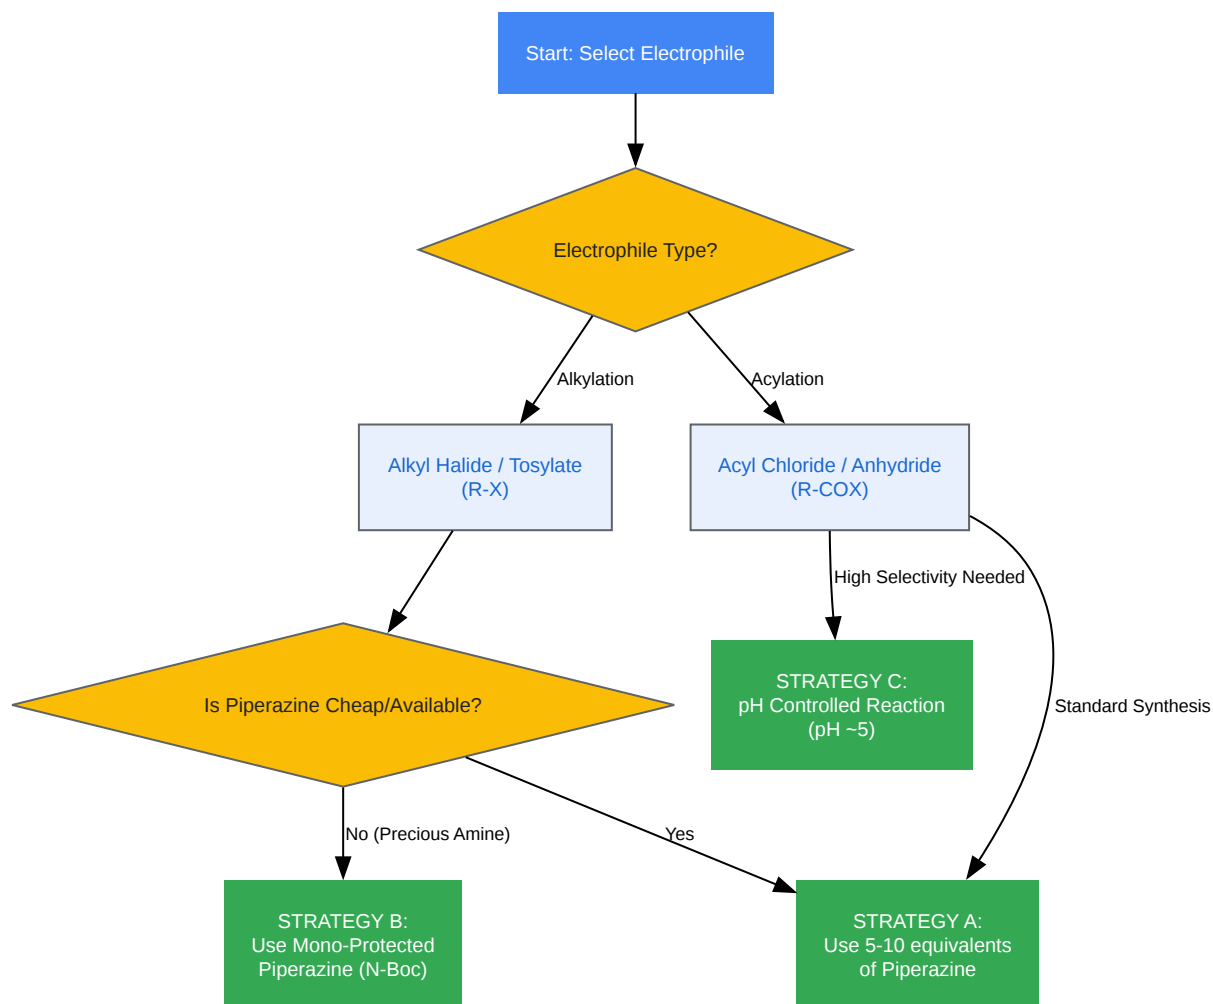 Start: Select Electrophile
Electrophile Type?
Alkylation
Acylation
Alkyl Halide / Tosylate
(R-X)
Acyl Chloride / Anhydride
(R-COX)
High Selectivity Needed
STRATEGY C:
pH Controlled Reaction
(pH ~5)
Is Piperazine Cheap/Available?
Standard Synthesis
No (Precious Amine)
Yes
STRATEGY B:
Use Mono-Protected
Piperazine (N-Boc)
STRATEGY A:
Use 5-10 equivalents
of Piperazine